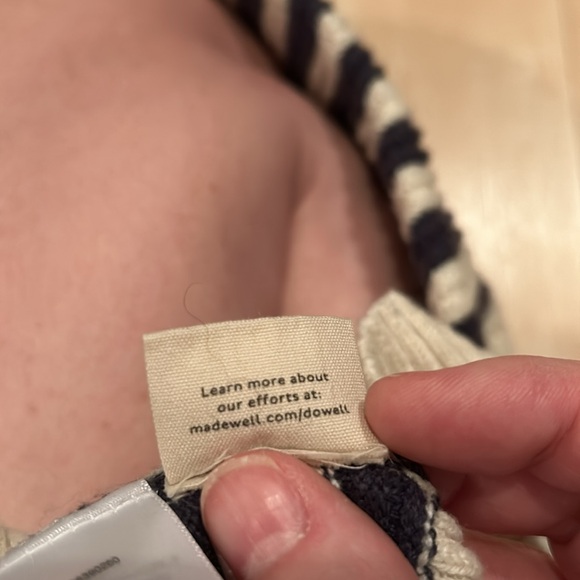 Learn more about
our efforts at:
madewell.com/dowell